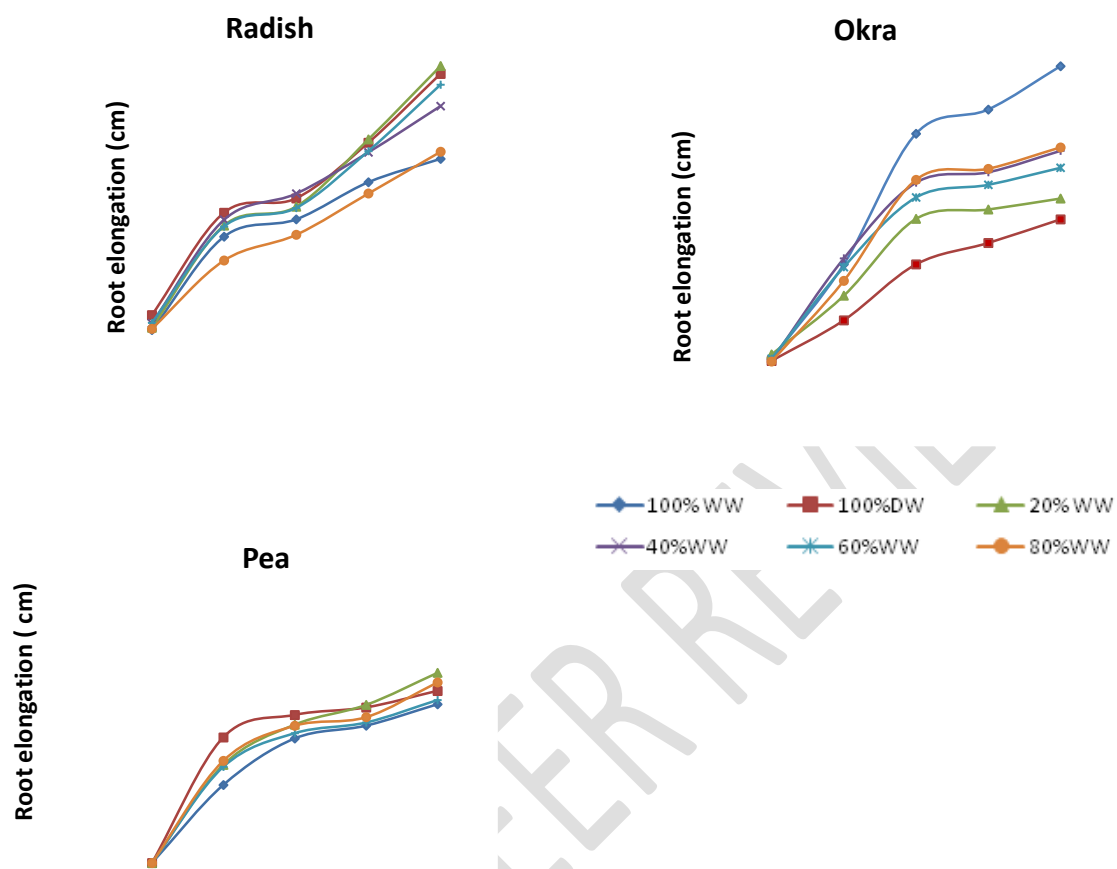 Radish
Root elongation (cm)
Okra
Root elongation (cm)
100% WW
100%DW
20% WW
40%WW
60%WW
80%WW
Pea
Root elongation ( cm)